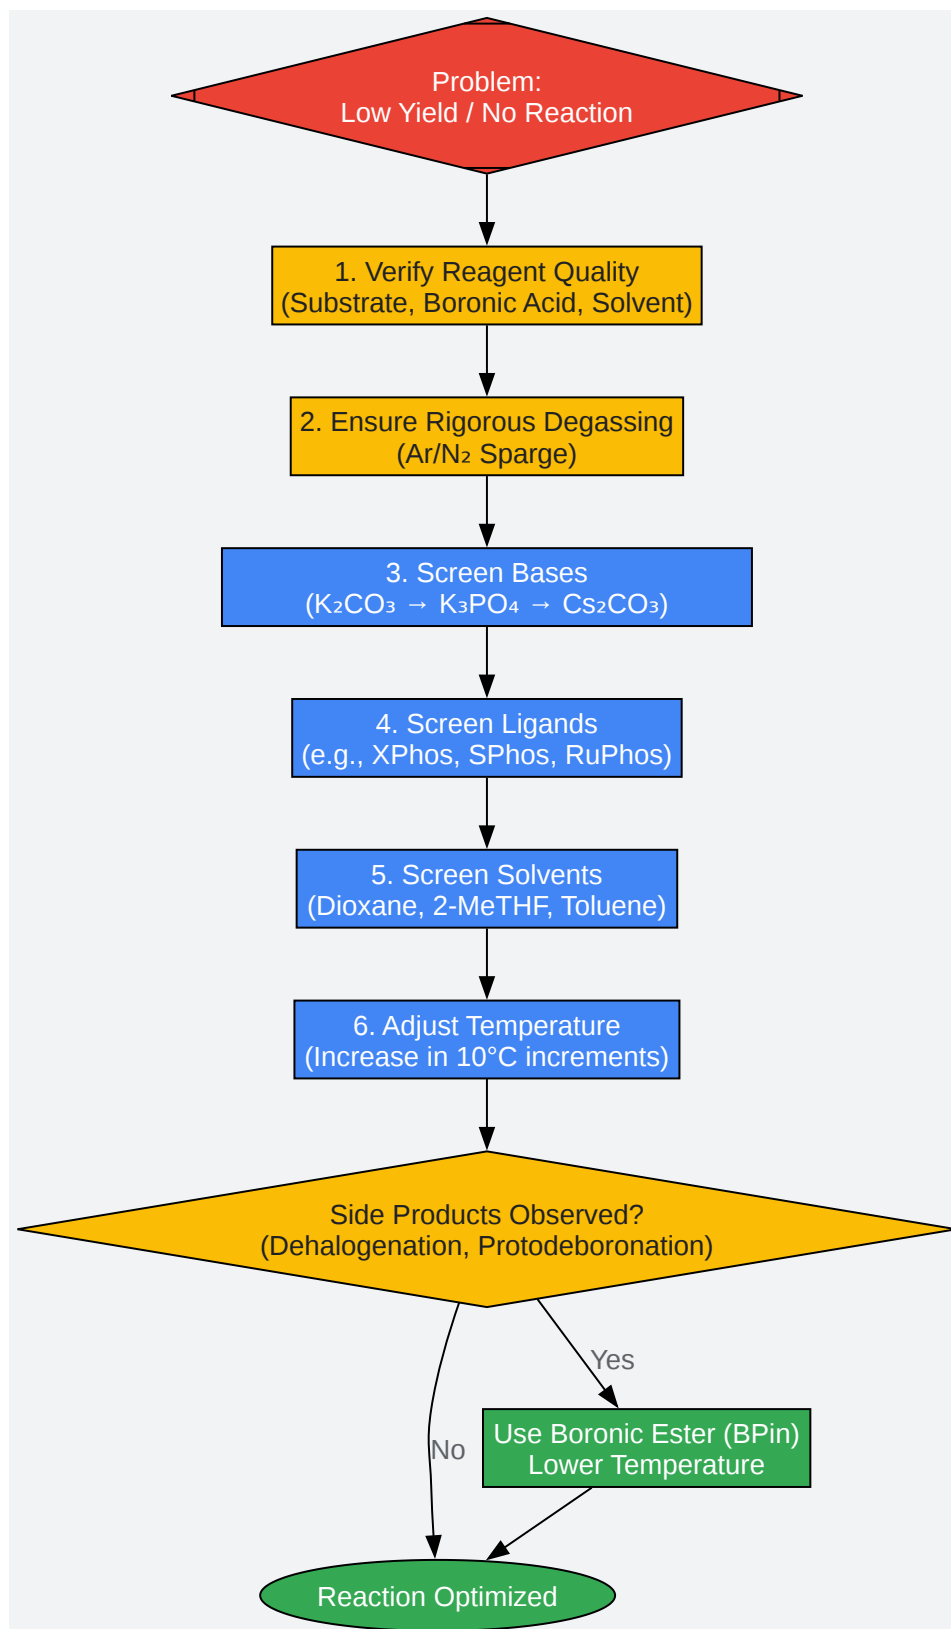 Problem:
Low Yield / No Reaction
1. Verify Reagent Quality
(Substrate, Boronic Acid, Solvent)
2. Ensure Rigorous Degassing
(Ar/N₂ Sparge)
3. Screen Bases
(K₂CO₃ → K₃PO₄ → Cs₂CO₃)
4. Screen Ligands
(e.g., XPhos, SPhos, RuPhos)
5. Screen Solvents
(Dioxane, 2-MeTHF, Toluene)
6. Adjust Temperature
(Increase in 10°C increments)
Side Products Observed?
(Dehalogenation, Protodeboronation)
Yes
Use Boronic Ester (BPin)
Lower Temperature
No
Reaction Optimized